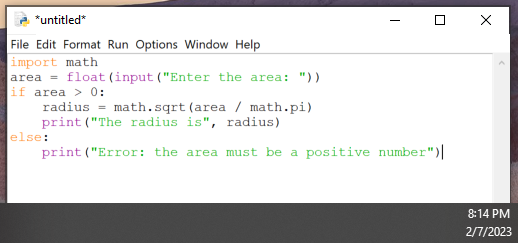 *untitled*
File Edit Format Run Options Window Help
import math
area = float(input("Enter the area: "))
if area > 0:
    radius = math.sqrt(area / math.pi)
    print("The radius is", radius)
else:
    print("Error: the area must be a positive number")
8:14 PM
2/7/2023